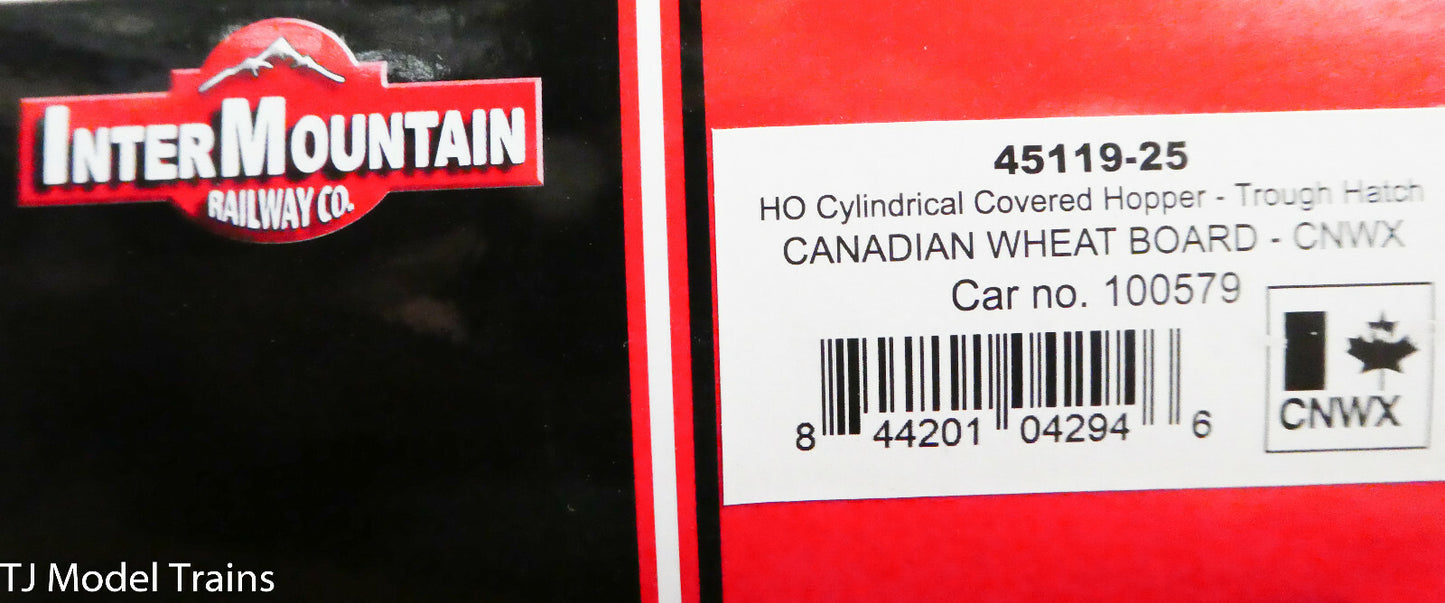 INTERMOUNTAIN
RAILWAY CO.
45119-25
HO Cylindrical Covered Hopper - Trough Hatch
CANADIAN WHEAT BOARD - CNWX
Car no. 100579
8 44201 04294 6
CNWX
TJ Model Trains